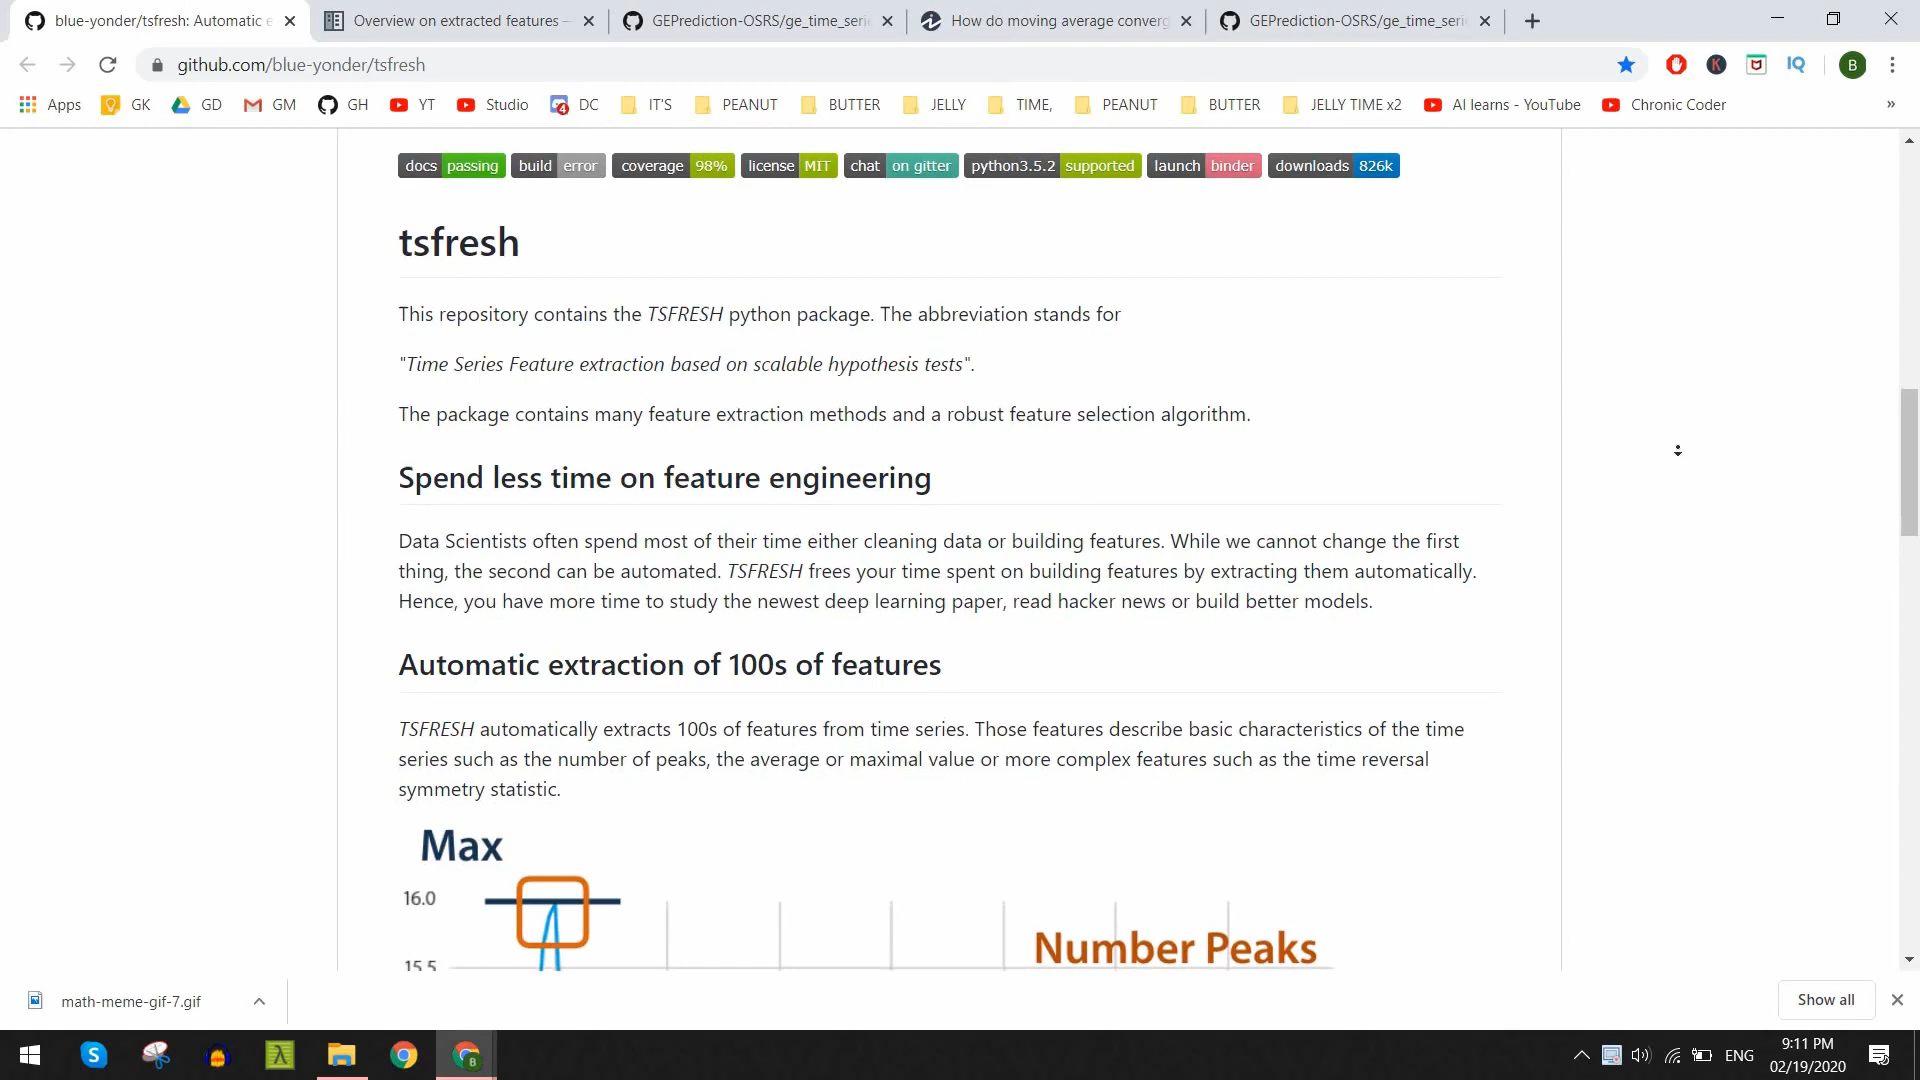 blue-yonder/tsfresh: Automatic e
Overview on extracted features –
GEPrediction-OSRS/ge_time_seri
How do moving average converg
GEPrediction-OSRS/ge_time_seri
github.com/blue-yonder/tsfresh
K
IQ
B
Apps GK GD GM GH YT Studio 4 DC IT'S PEANUT BUTTER JELLY TIME, PEANUT BUTTER JELLY TIME x2 AI learns - YouTube Chronic Coder »
docs passing build error coverage 98% license MIT chat on gitter python3.5.2 supported launch binder downloads 826k
tsfresh
This repository contains the TSFRESH python package. The abbreviation stands for
"Time Series Feature extraction based on scalable hypothesis tests".
The package contains many feature extraction methods and a robust feature selection algorithm.
Spend less time on feature engineering
Data Scientists often spend most of their time either cleaning data or building features. While we cannot change the first
thing, the second can be automated. TSFRESH frees your time spent on building features by extracting them automatically.
Hence, you have more time to study the newest deep learning paper, read hacker news or build better models.
Automatic extraction of 100s of features
TSFRESH automatically extracts 100s of features from time series. Those features describe basic characteristics of the time
series such as the number of peaks, the average or maximal value or more complex features such as the time reversal
symmetry statistic.
Max
16.0
Number Peaks
15.5
math-meme-gif-7.gif
Show all
S
λ
B
ENG
9:11 PM
02/19/2020